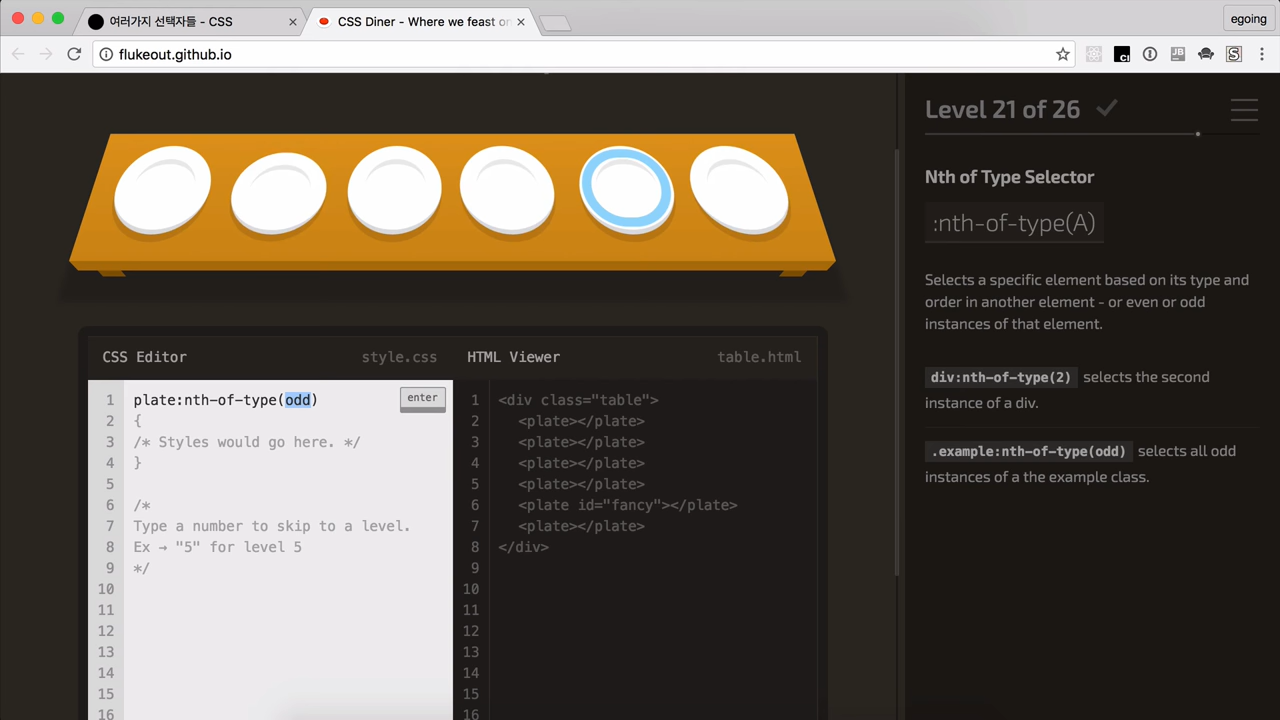 여러가지 선택자들 - CSS
CSS Diner - Where we feast on
egoing
flukeout.github.io
Level 21 of 26
Nth of Type Selector
:nth-of-type(A)
Selects a specific element based on its type and
order in another element - or even or odd
instances of that element.
div:nth-of-type(2) selects the second
instance of a div.
.example:nth-of-type(odd) selects all odd
instances of a the example class.
CSS Editor style.css
1 plate:nth-of-type(odd) enter
2 {
3 /* Styles would go here. */
4 }
5
6 /*
7 Type a number to skip to a level.
8 Ex → "5" for level 5
9 */
10
11
12
13
14
15
16
HTML Viewer table.html
1 <div class="table">
2 <plate></plate>
3 <plate></plate>
4 <plate></plate>
5 <plate></plate>
6 <plate id="fancy"></plate>
7 <plate></plate>
8 </div>
9
10
11
12
13
14
15
16